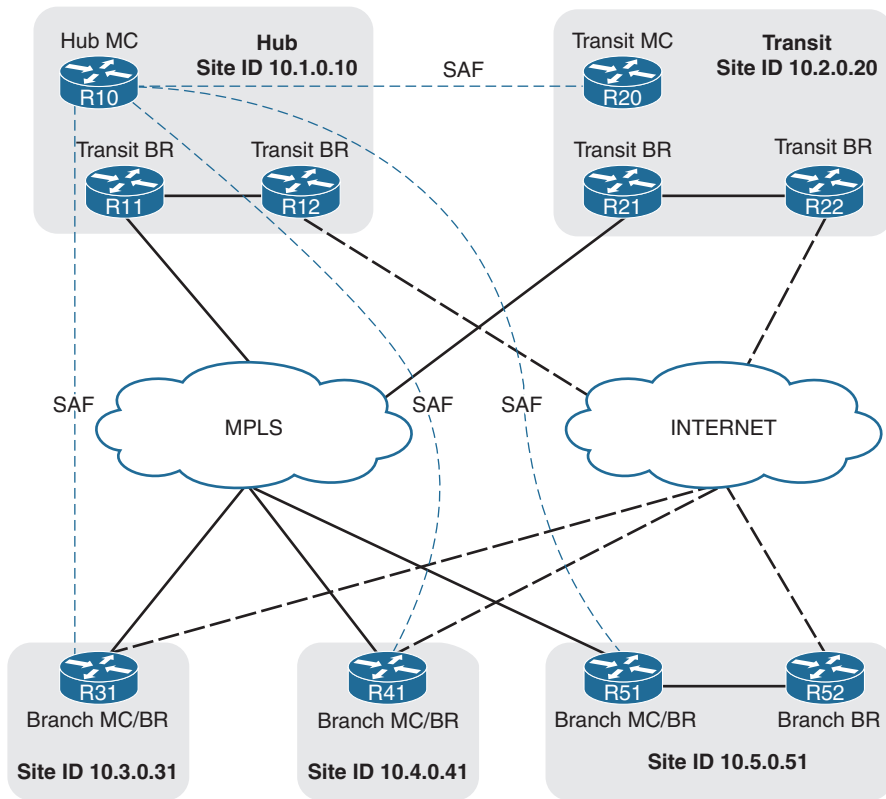 Hub MC
Hub
Site ID 10.1.0.10
R10
SAF
Transit MC
Transit
Site ID 10.2.0.20
R20
Transit BR
Transit BR
R11
R12
Transit BR
Transit BR
R21
R22
SAF
MPLS
SAF
SAF
INTERNET
R31
Branch MC/BR
Site ID 10.3.0.31
R41
Branch MC/BR
Site ID 10.4.0.41
R51
Branch MC/BR
R52
Branch BR
Site ID 10.5.0.51